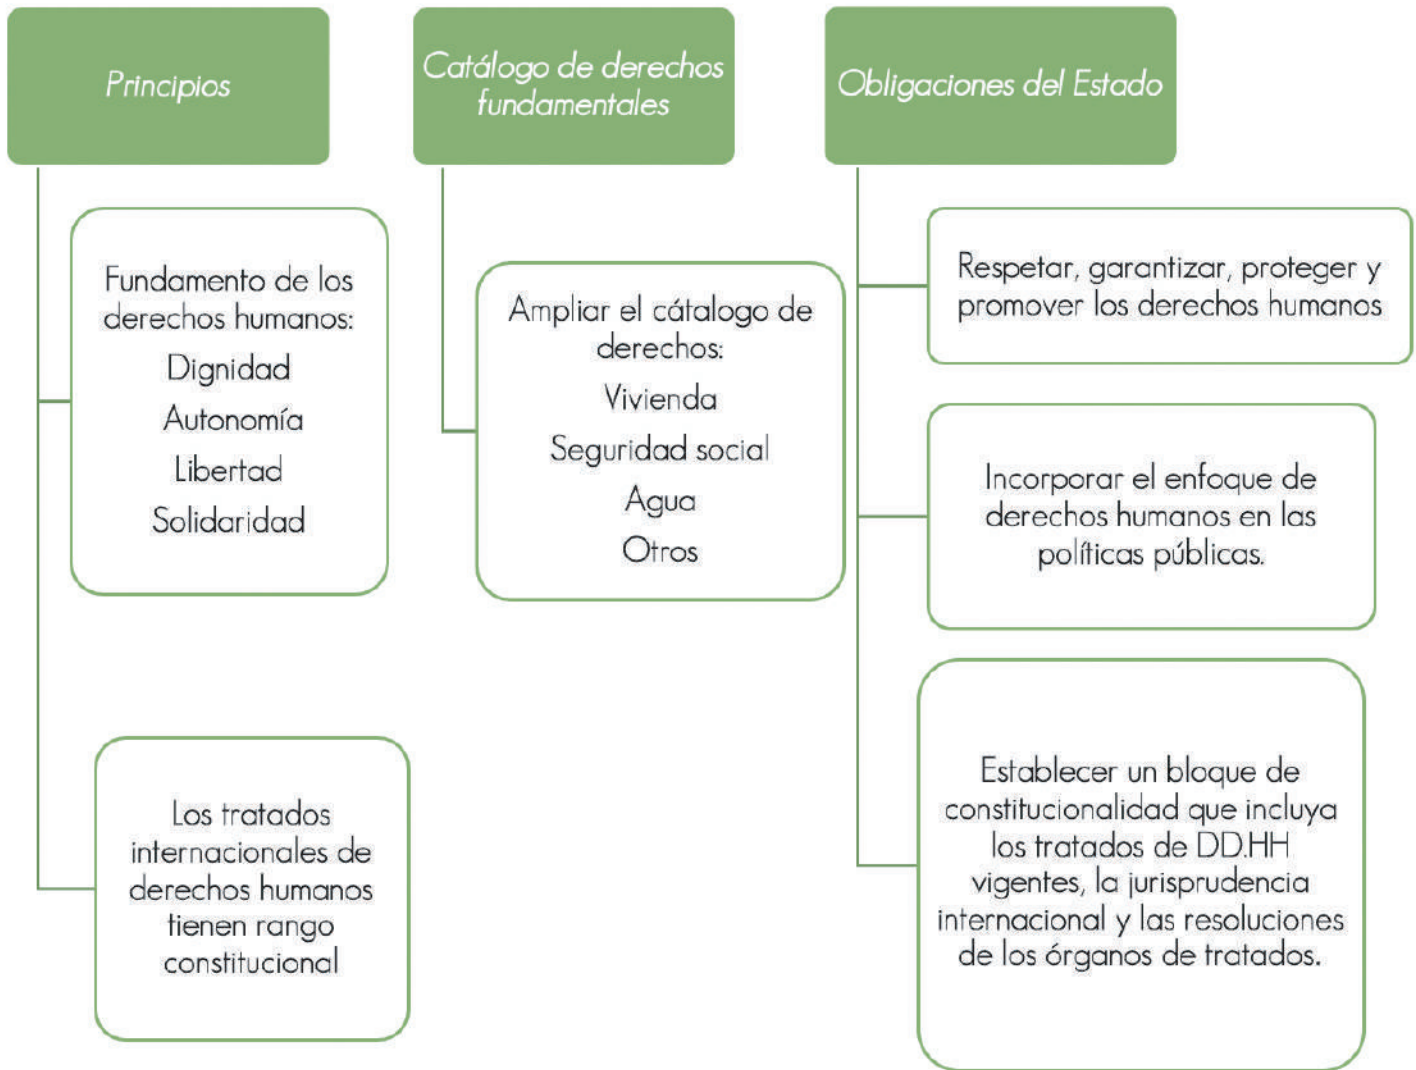 Principios
Fundamento de los
derechos humanos:
Dignidad
Autonomía
Libertad
Solidaridad
Los tratados
internacionales de
derechos humanos
tienen rango
constitucional
Catálogo de derechos
fundamentales
Ampliar el cátalogo de
derechos:
Vivienda
Seguridad social
Agua
Otros
Obligaciones del Estado
Respetar, garantizar, proteger y
promover los derechos humanos
Incorporar el enfoque de
derechos humanos en las
políticas públicas.
Establecer un bloque de
constitucionalidad que incluya
los tratados de DD.HH
vigentes, la jurisprudencia
internacional y las resoluciones
de los órganos de tratados.